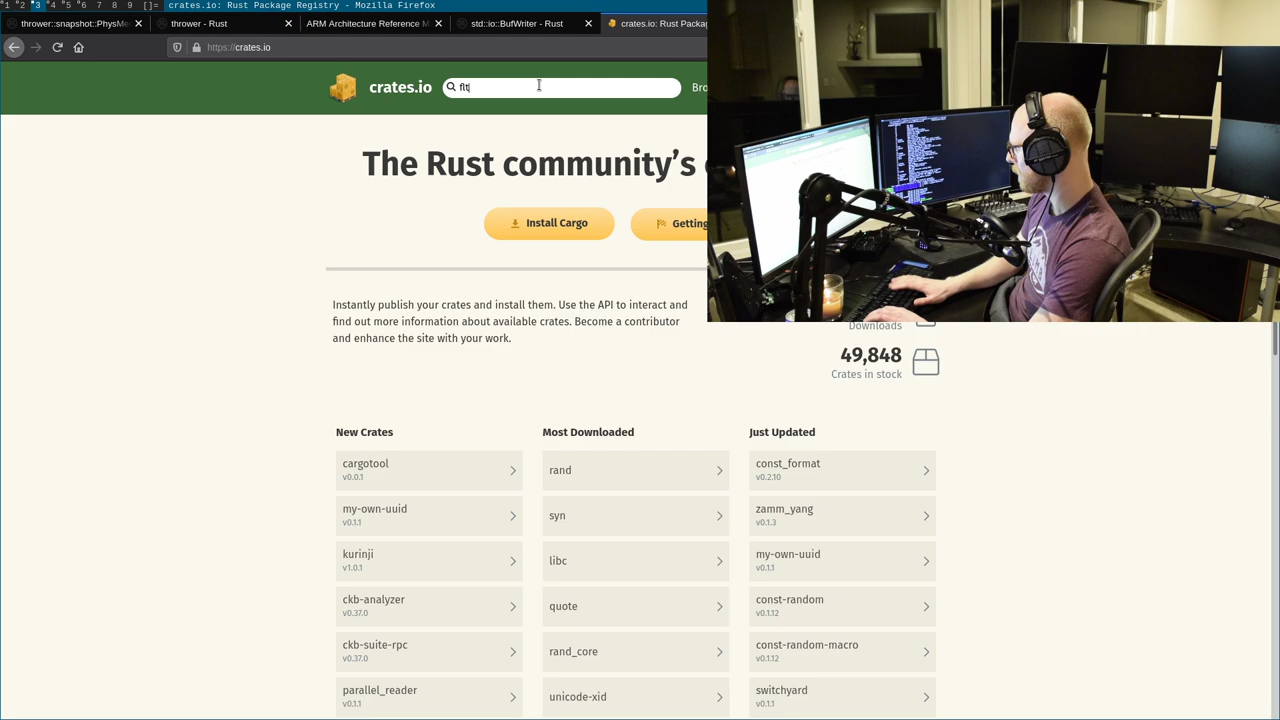 1 2 3 4 5 6 7 8 9 []= crates.io: Rust Package Registry - Mozilla Firefox
thrower::snapshot::PhysMe
thrower - Rust
ARM Architecture Reference M
std::io::BufWriter - Rust
crates.io: Rust Packag
https://crates.io
crates.io
flt
Bro
The Rust community's
Install Cargo
Getting
Instantly publish your crates and install them. Use the API to interact and
find out more information about available crates. Become a contributor
and enhance the site with your work.
Downloads
49,848
Crates in stock
New Crates
cargotool
v0.0.1
my-own-uuid
v0.1.1
kurinji
v1.0.1
ckb-analyzer
v0.37.0
ckb-suite-rpc
v0.37.0
parallel_reader
v0.1.1
Most Downloaded
rand
syn
libc
quote
rand_core
unicode-xid
Just Updated
const_format
v0.2.10
zamm_yang
v0.1.3
my-own-uuid
v0.1.1
const-random
v0.1.12
const-random-macro
v0.1.12
switchyard
v0.1.1